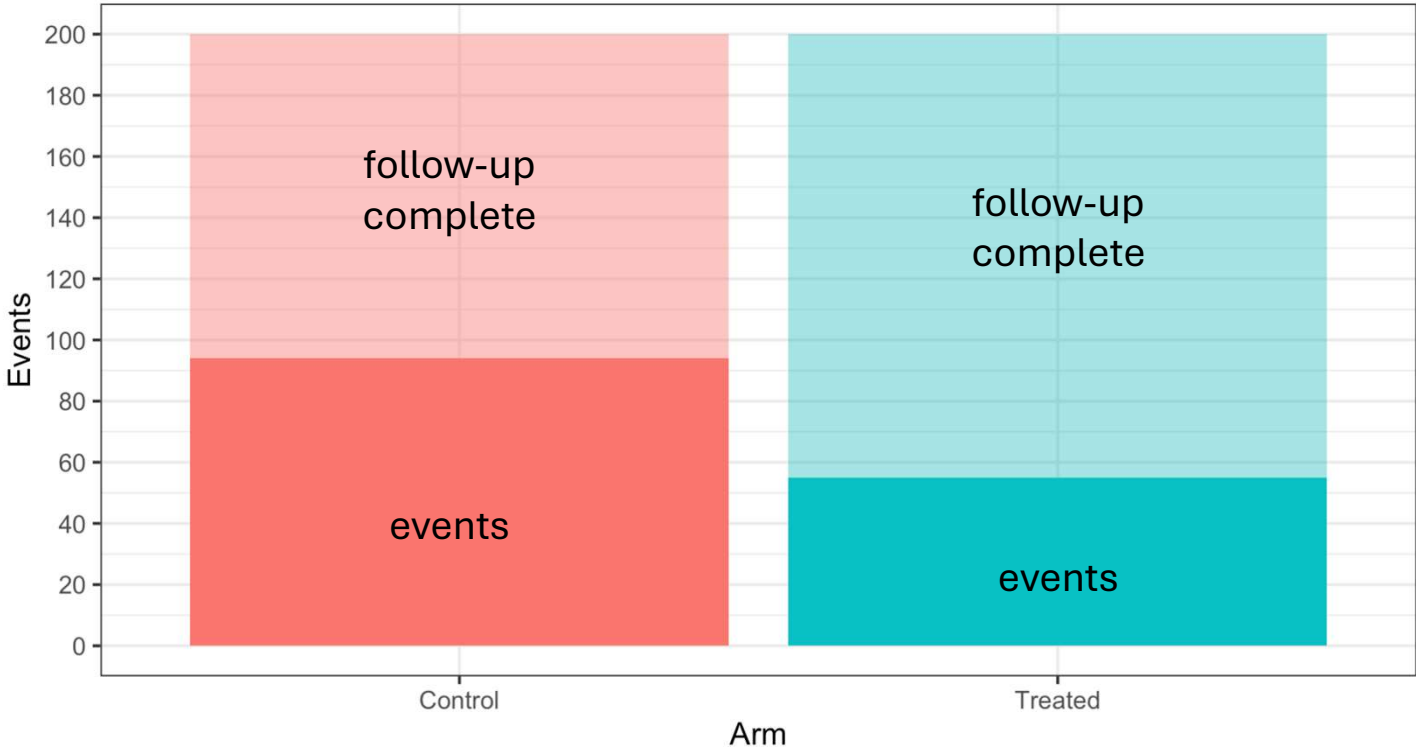 200
180
160
140
120
100
80
60
40
20
0
Events
follow-up
complete
events
follow-up
complete
events
Control
Treated
Arm